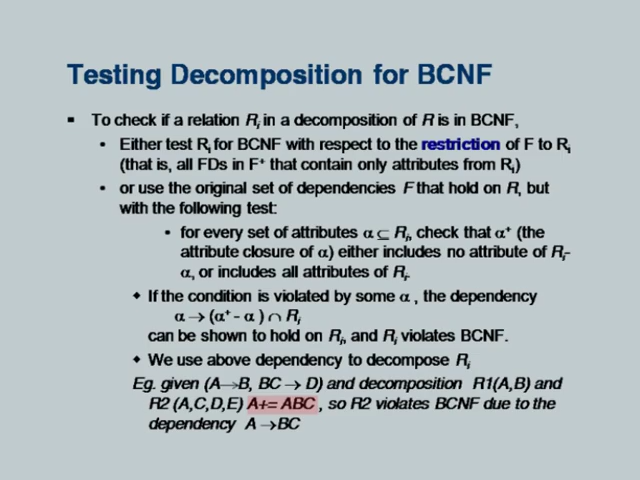 Testing Decomposition for BCNF
▪ To check if a relation Ri in a decomposition of R is in BCNF,
• Either test Ri for BCNF with respect to the restriction of F to Ri
(that is, all FDs in F+ that contain only attributes from Ri)
• or use the original set of dependencies F that hold on R, but
with the following test:
• for every set of attributes α ⊆ Ri, check that α+ (the
attribute closure of α) either includes no attribute of Ri-
α, or includes all attributes of Ri.
◆ If the condition is violated by some α , the dependency
α → (α+ - α ) ∩ Ri
can be shown to hold on Ri, and Ri violates BCNF.
◆ We use above dependency to decompose Ri
Eg. given (A→B, BC → D) and decomposition R1(A,B) and
R2 (A,C,D,E) A+= ABC , so R2 violates BCNF due to the
dependency A →BC